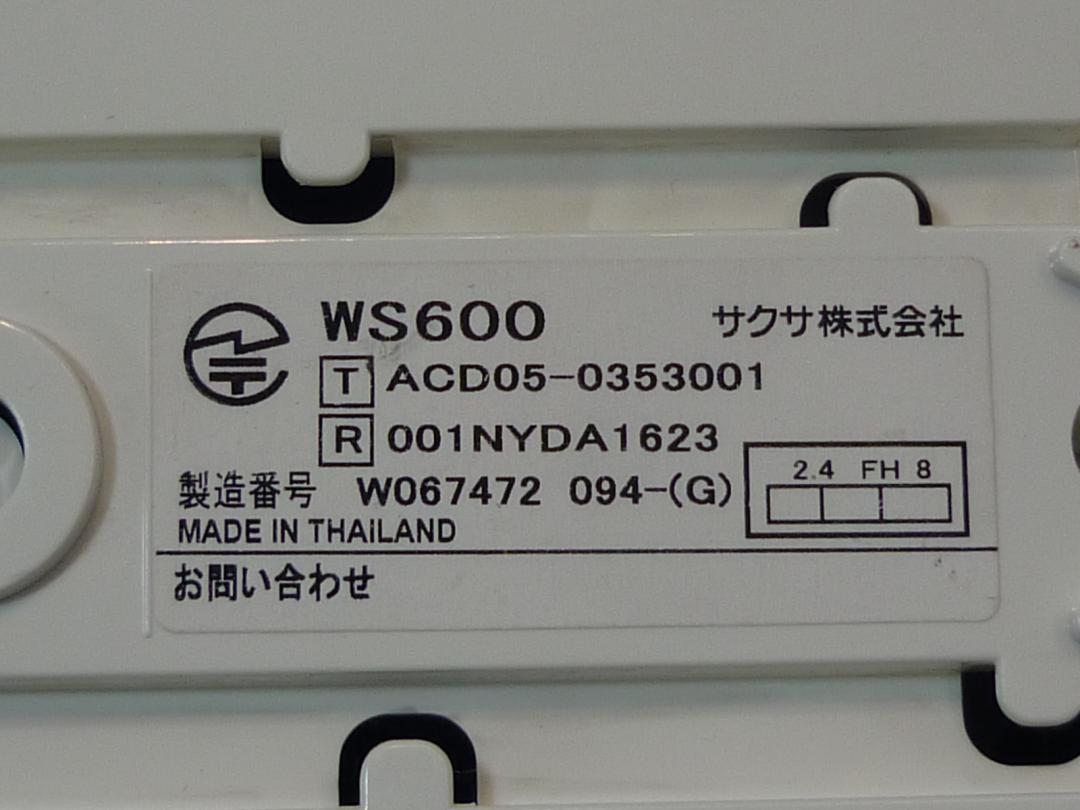 WS600 サクサ株式会社
T ACD05-0353001
R 001NYDA1623
2.4 FH 8
製造番号 W067472 094-(G)
MADE IN THAILAND
お問い合わせ